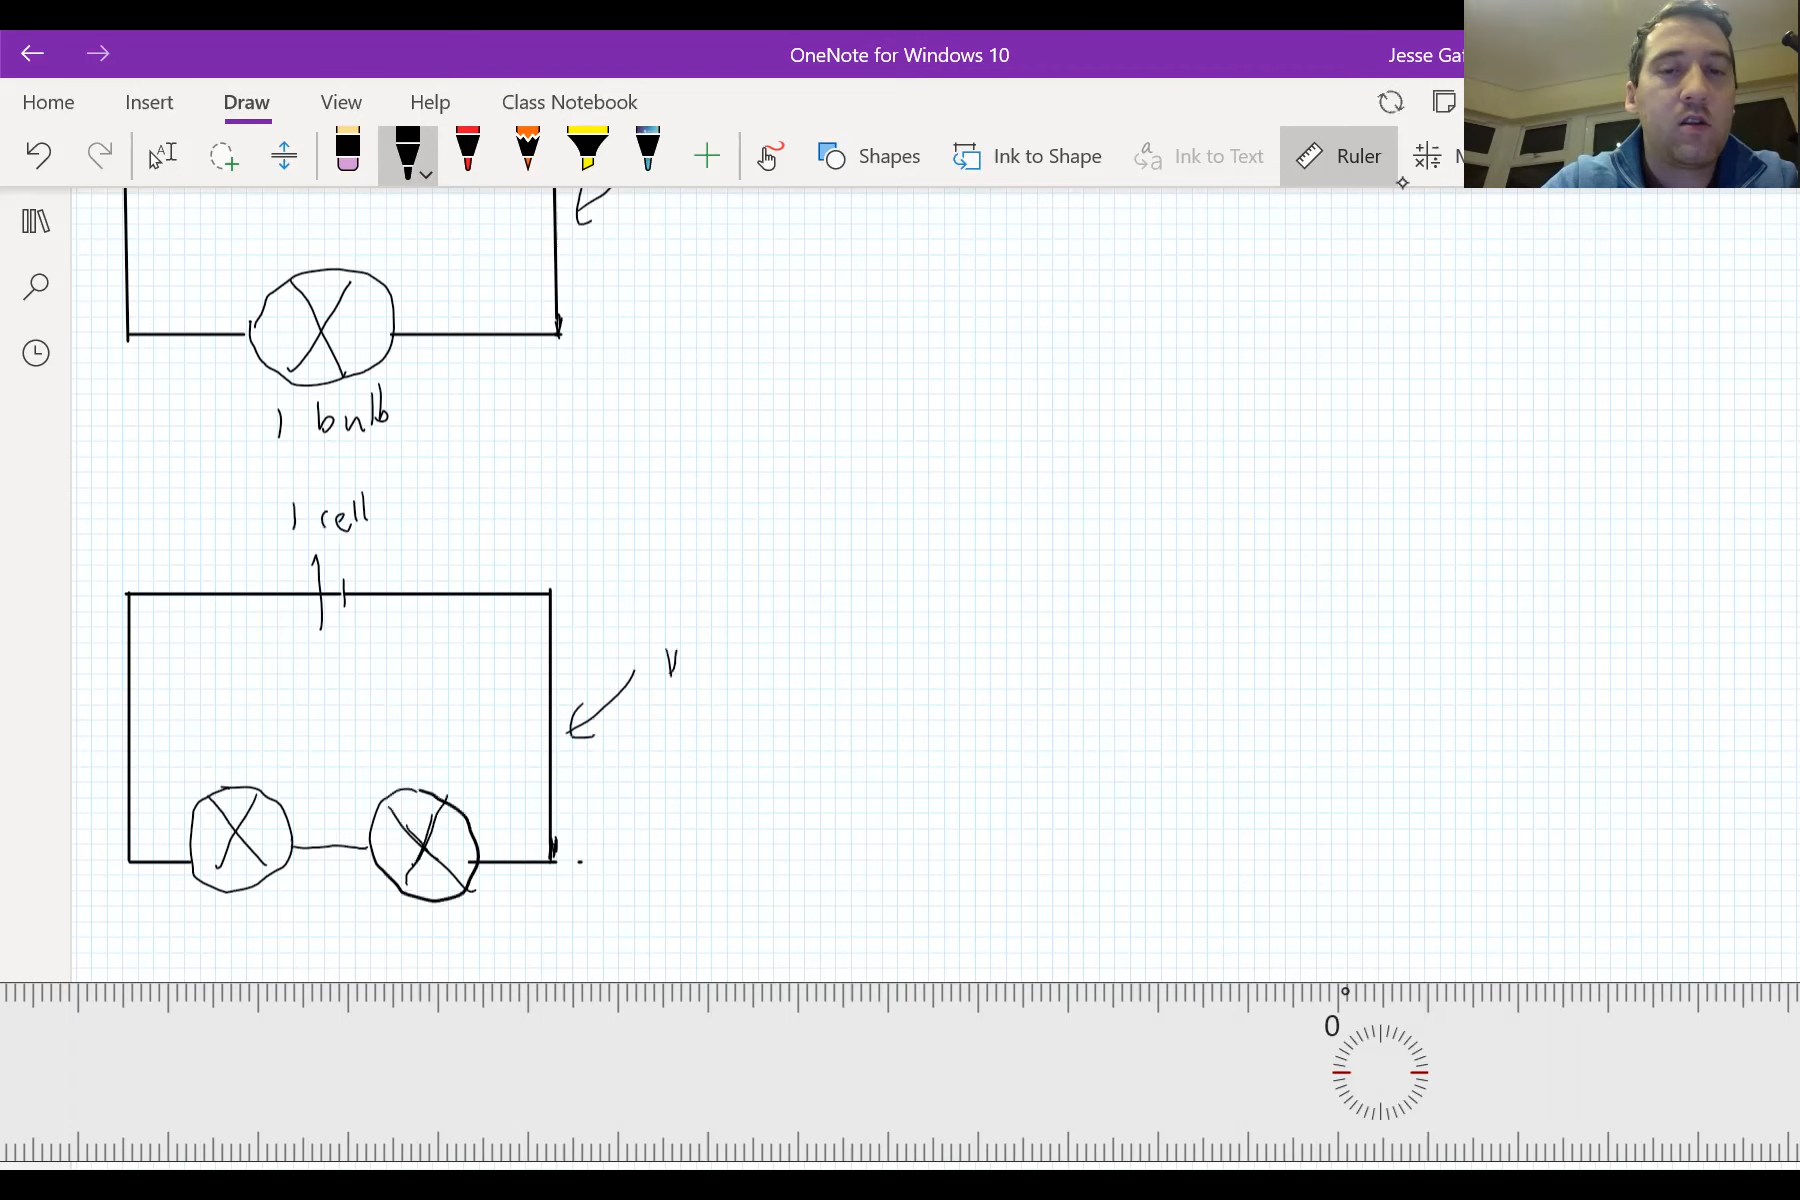 OneNote for Windows 10
Jesse Gaf
Home Insert Draw View Help Class Notebook
Shapes Ink to Shape Ink to Text Ruler
1 bulb
1 cell
0